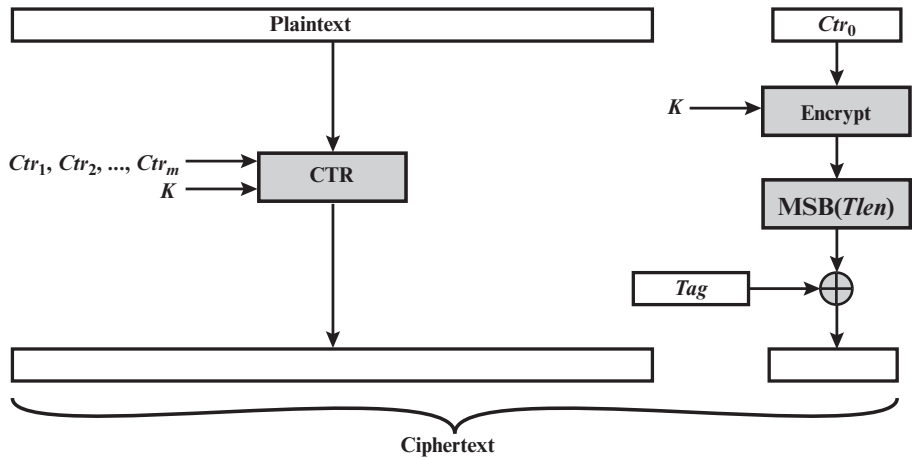 Plaintext
Ctr₀
K
Encrypt
Ctr₁, Ctr₂, ..., Ctrₘ
K
CTR
MSB(Tlen)
Tag
Ciphertext